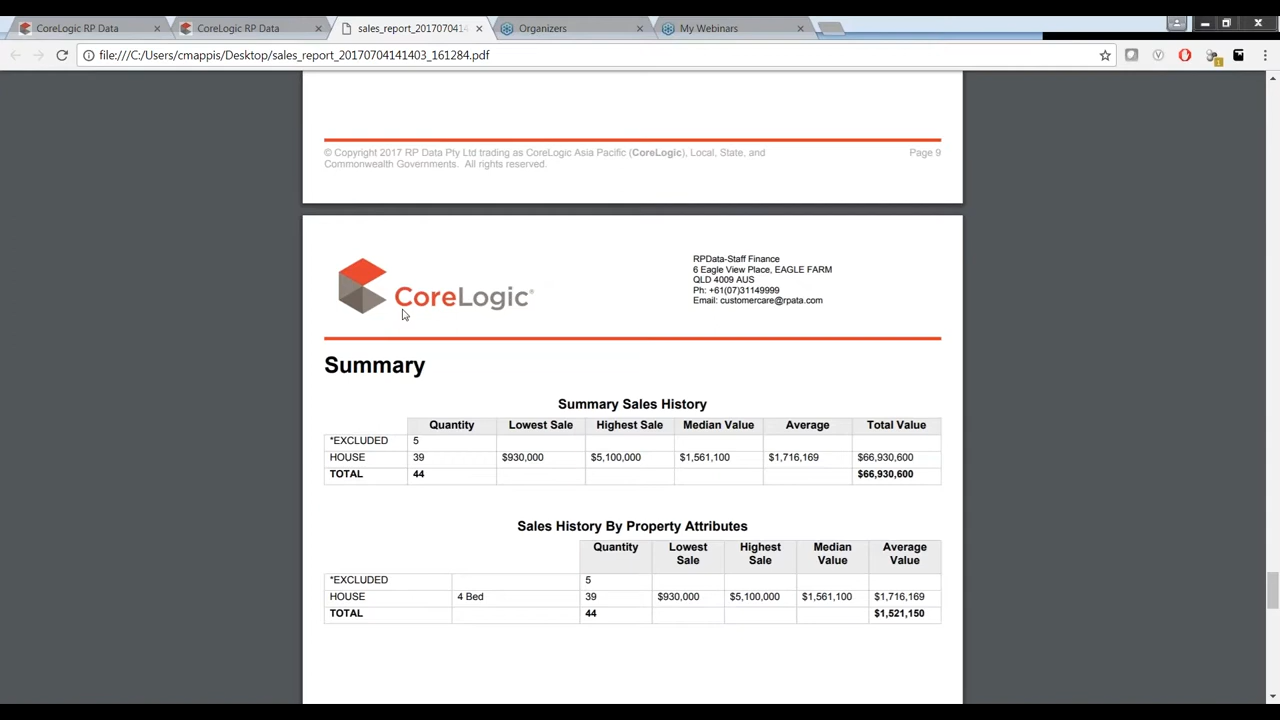 CoreLogic RP Data
CoreLogic RP Data
sales_report_2017070414
Organizers
My Webinars
file:///C:/Users/cmappis/Desktop/sales_report_20170704141403_161284.pdf
© Copyright 2017 RP Data Pty Ltd trading as CoreLogic Asia Pacific (CoreLogic), Local, State, and
Commonwealth Governments. All rights reserved.
Page 9
CoreLogic®
RPData-Staff Finance
6 Eagle View Place, EAGLE FARM
QLD 4009 AUS
Ph: +61(07)31149999
Email: customercare@rpata.com
Summary
Summary Sales History
Quantity Lowest Sale Highest Sale Median Value Average Total Value
*EXCLUDED 5
HOUSE 39 $930,000 $5,100,000 $1,561,100 $1,716,169 $66,930,600
TOTAL 44 $66,930,600
Sales History By Property Attributes
Quantity Lowest Highest Median Average
Sale Sale Value Value
*EXCLUDED 5
HOUSE 4 Bed 39 $930,000 $5,100,000 $1,561,100 $1,716,169
TOTAL 44 $1,521,150